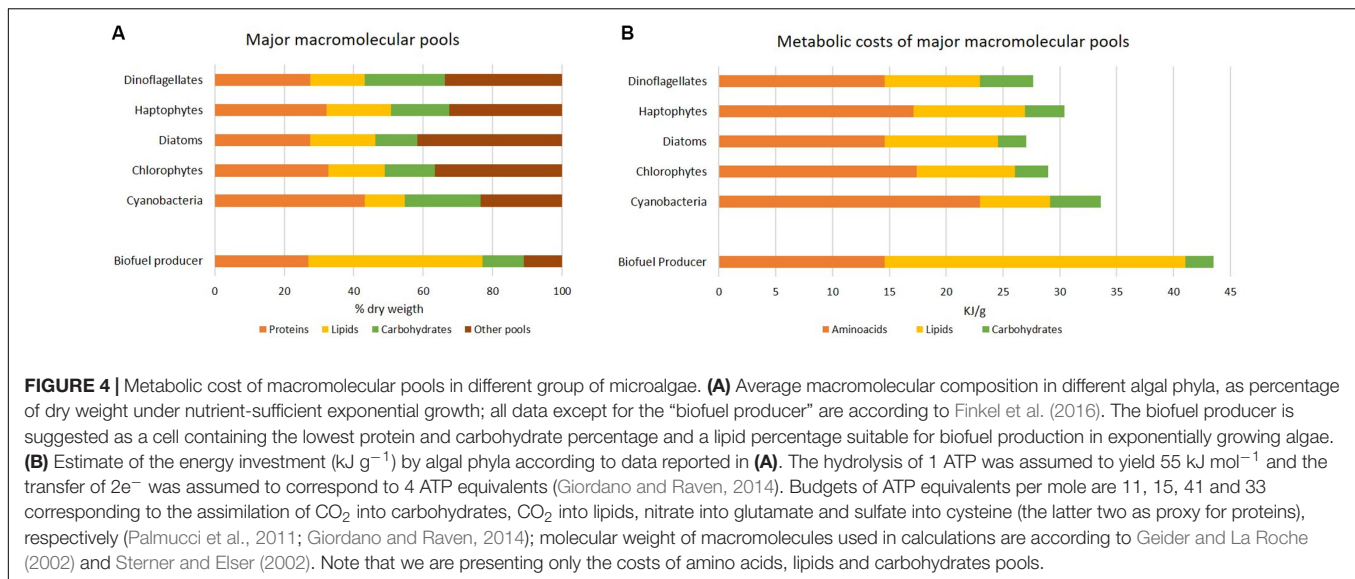 A
Major macromolecular pools
Dinoflagellates
Haptophytes
Diatoms
Chlorophytes
Cyanobacteria
Biofuel producer
0 20 40 60 80 100
% dry weigth
Proteins Lipids Carbohydrates Other pools
B
Metabolic costs of major macromolecular pools
Dinoflagellates
Haptophytes
Diatoms
Chlorophytes
Cyanobacteria
Biofuel Producer
0 5 10 15 20 25 30 35 40 45
KJ/g
Aminoacids Lipids Carbohydrates
FIGURE 4 | Metabolic cost of macromolecular pools in different group of microalgae. (A) Average macromolecular composition in different algal phyla, as percentage
of dry weight under nutrient-sufficient exponential growth; all data except for the “biofuel producer” are according to Finkel et al. (2016). The biofuel producer is
suggested as a cell containing the lowest protein and carbohydrate percentage and a lipid percentage suitable for biofuel production in exponentially growing algae.
(B) Estimate of the energy investment (kJ g⁻¹) by algal phyla according to data reported in (A). The hydrolysis of 1 ATP was assumed to yield 55 kJ mol⁻¹ and the
transfer of 2e⁻ was assumed to correspond to 4 ATP equivalents (Giordano and Raven, 2014). Budgets of ATP equivalents per mole are 11, 15, 41 and 33
corresponding to the assimilation of CO₂ into carbohydrates, CO₂ into lipids, nitrate into glutamate and sulfate into cysteine (the latter two as proxy for proteins),
respectively (Palmucci et al., 2011; Giordano and Raven, 2014); molecular weight of macromolecules used in calculations are according to Geider and La Roche
(2002) and Sterner and Elser (2002). Note that we are presenting only the costs of amino acids, lipids and carbohydrates pools.